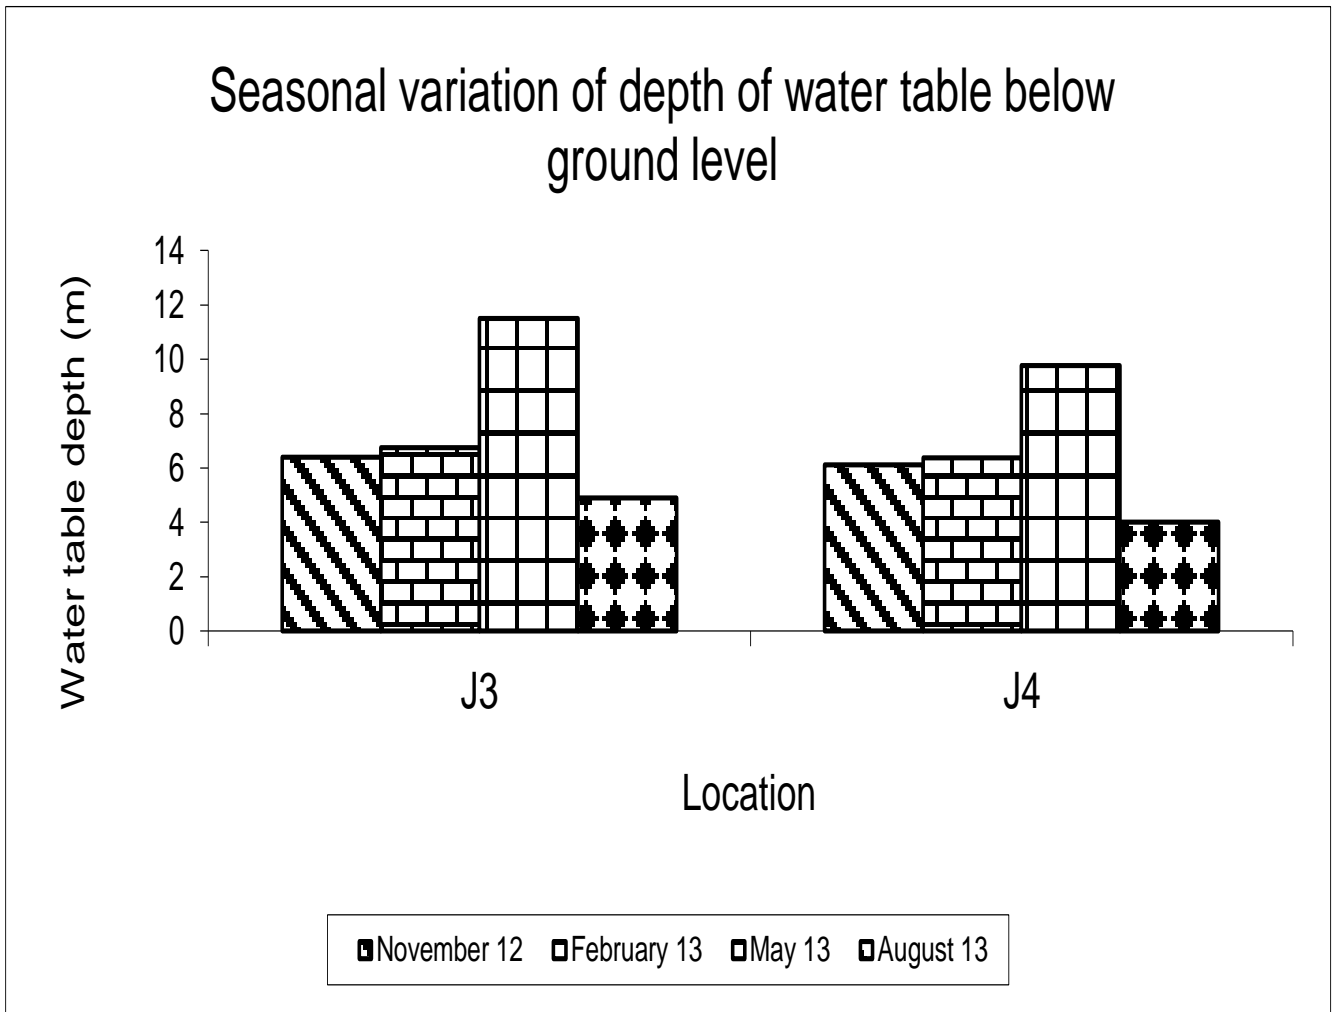 Seasonal variation of depth of water table below
ground level
Water table depth (m)
14
12
10
8
6
4
2
0
J3 J4
Location
November 12 February 13 May 13 August 13